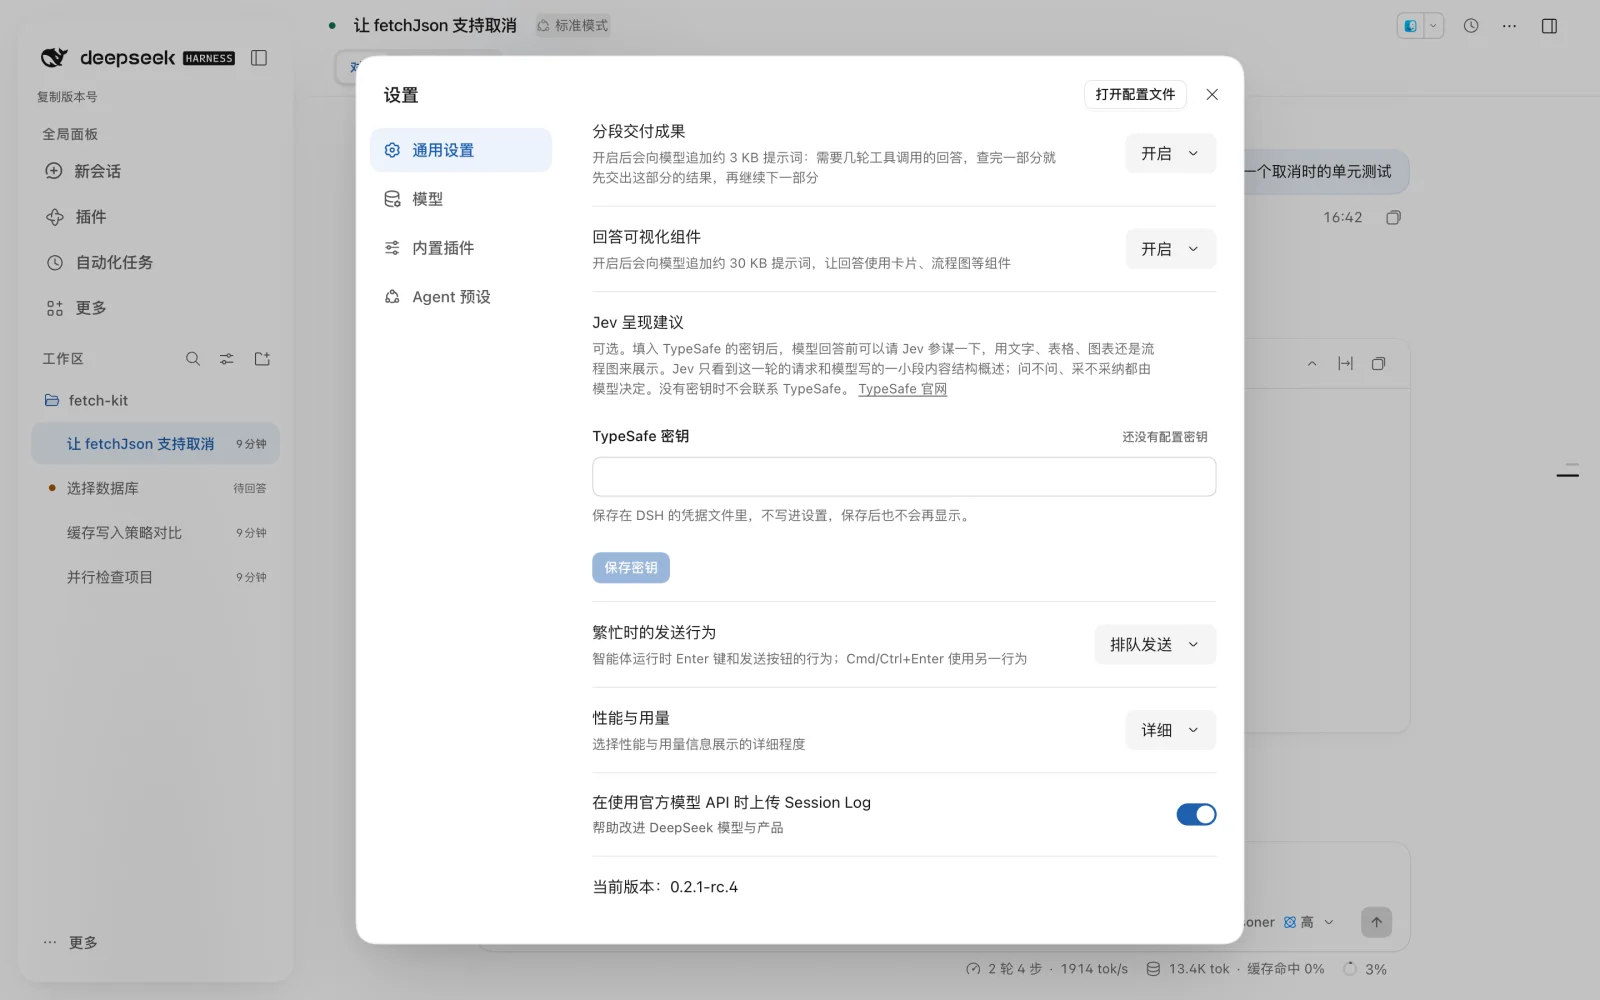 deepseek HARNESS
复制版本号
全局面板
新会话
插件
自动化任务
更多
工作区
fetch-kit
让 fetchJson 支持取消 9 分钟
选择数据库 待回答
缓存写入策略对比 9 分钟
并行检查项目 9 分钟
更多
让 fetchJson 支持取消 标准模式
一个取消时的单元测试
16:42
设置
打开配置文件
通用设置
模型
内置插件
Agent 预设
分段交付成果
开启后会向模型追加约 3 KB 提示词：需要几轮工具调用的回答，查完一部分就
先交出这部分的结果，再继续下一部分
开启
回答可视化组件
开启后会向模型追加约 30 KB 提示词，让回答使用卡片、流程图等组件
开启
Jev 呈现建议
可选。填入 TypeSafe 的密钥后，模型回答前可以请 Jev 参谋一下，用文字、表格、图表还是流
程图来展示。Jev 只看到这一轮的请求和模型写的一小段内容结构概述；问不问、采不采纳都由
模型决定。没有密钥时不会联系 TypeSafe。 TypeSafe 官网
TypeSafe 密钥 还没有配置密钥
保存在 DSH 的凭据文件里，不写进设置，保存后也不会再显示。
保存密钥
繁忙时的发送行为
智能体运行时 Enter 键和发送按钮的行为；Cmd/Ctrl+Enter 使用另一行为
排队发送
性能与用量
选择性能与用量信息展示的详细程度
详细
在使用官方模型 API 时上传 Session Log
帮助改进 DeepSeek 模型与产品
当前版本：0.2.1-rc.4
oner 高
2 轮 4 步 · 1914 tok/s 13.4K tok · 缓存命中 0% 3%